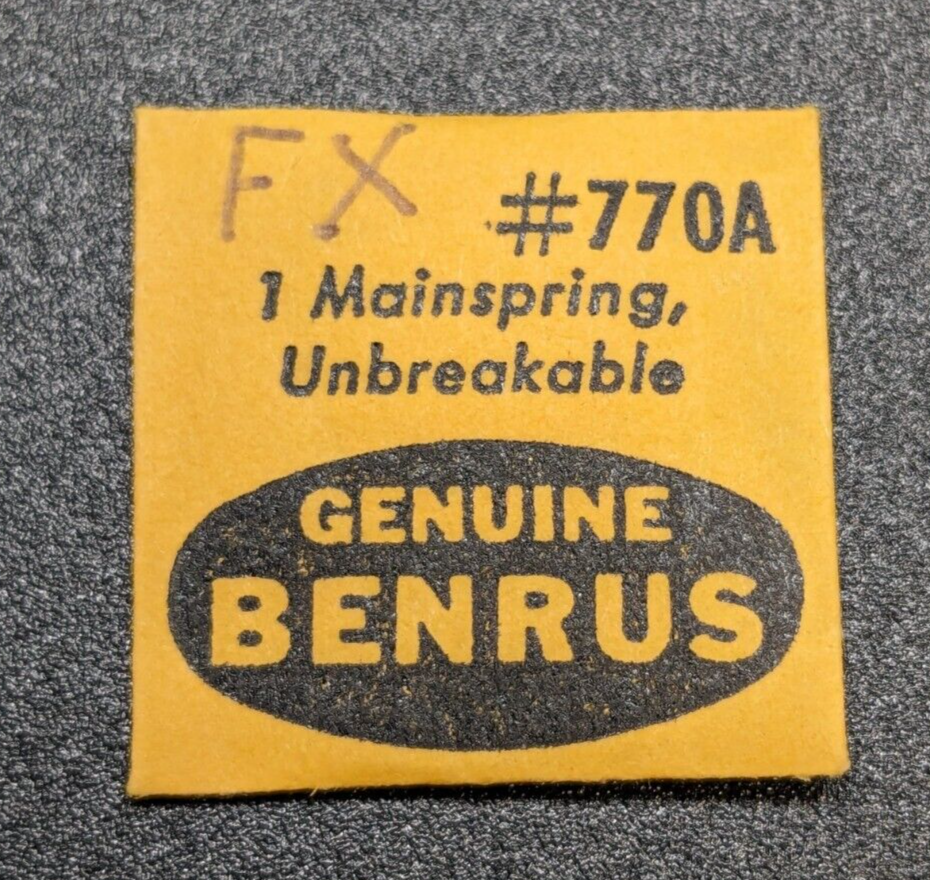 FX
#770A
1 Mainspring,
Unbreakable
GENUINE
BENRUS